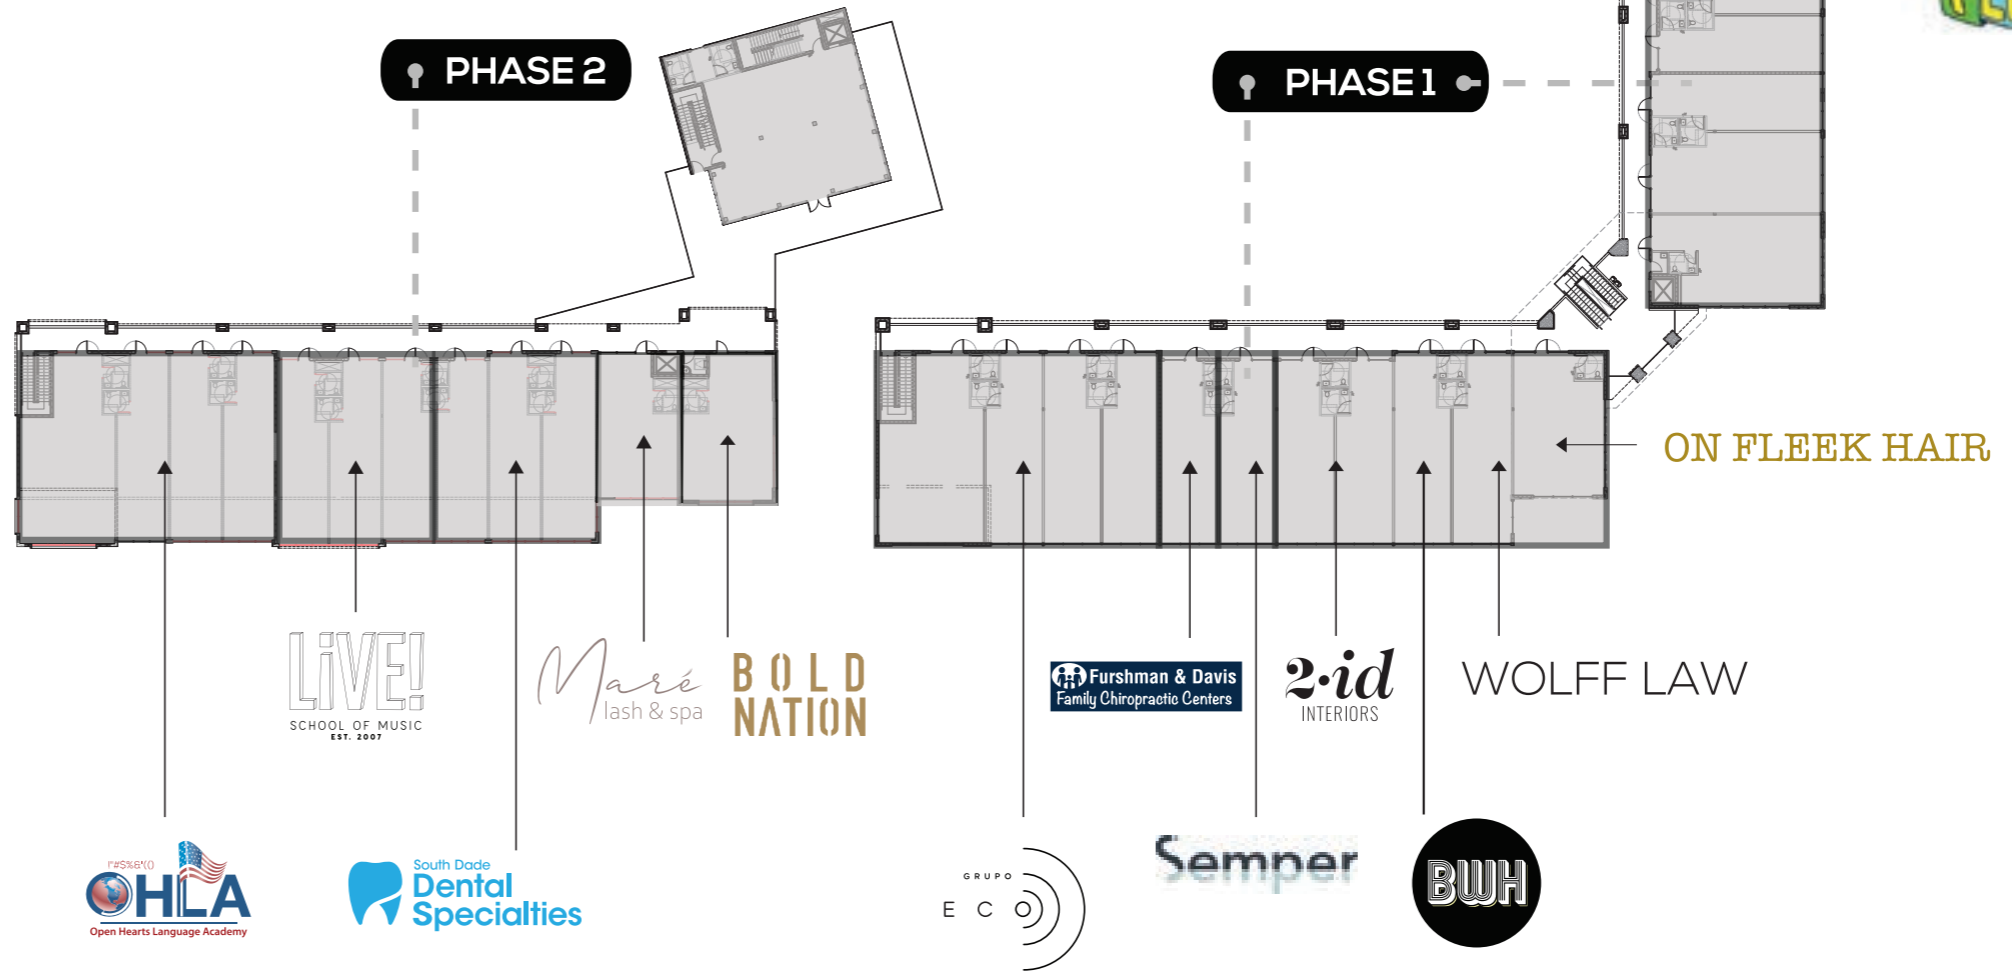 PHASE 2
PHASE 1
ON FLEEK HAIR
LiVE!
SCHOOL OF MUSIC
EST. 2007
Maré
lash & spa
BOLD
NATION
Furshman & Davis
Family Chiropractic Centers
2·id
INTERIORS
WOLFF LAW
!"#$%&'()
OHLA
Open Hearts Language Academy
South Dade
Dental
Specialties
GRUPO
ECO
Semper
BWH